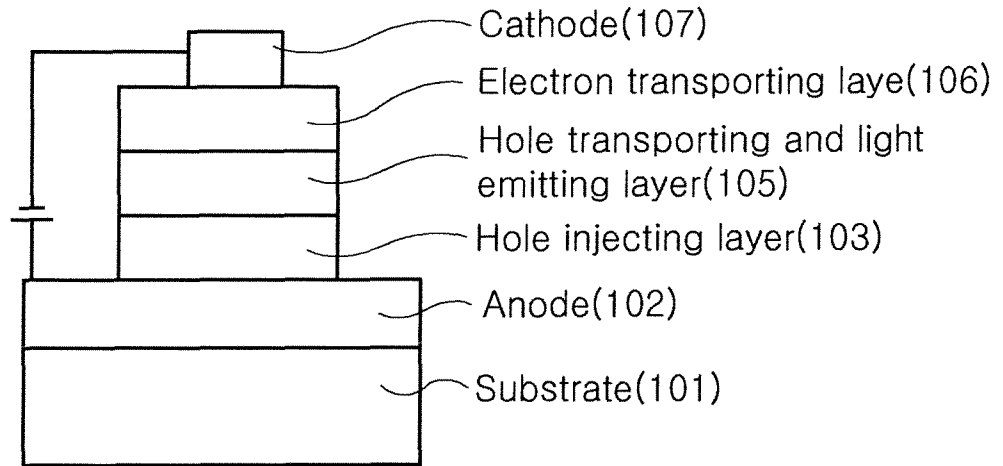 Cathode(107)
Electron transporting laye(106)
Hole transporting and light
emitting layer(105)
Hole injecting layer(103)
Anode(102)
Substrate(101)